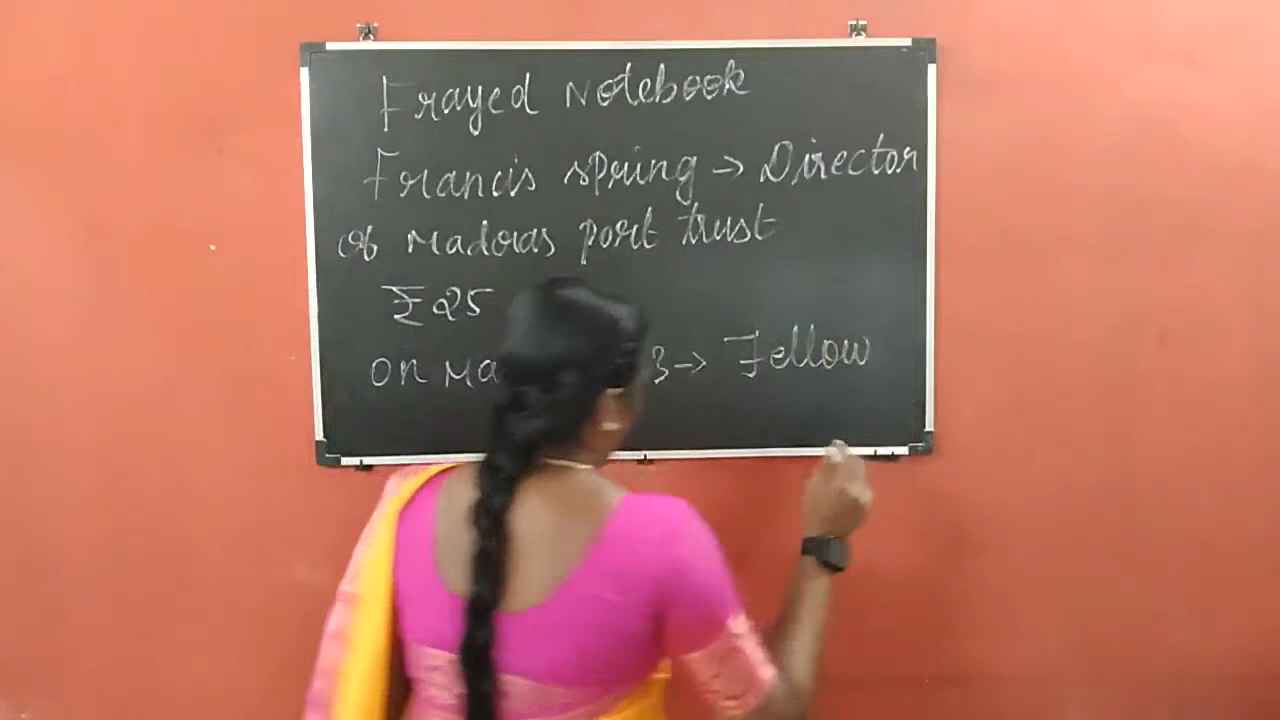 Frayed Notebook
Francis spring → Director
of Madras port trust
₹25
on Ma 3 → Fellow